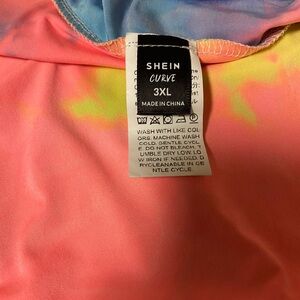 SHEIN
CURVE
3XL
MADE IN CHINA
WASH WITH LIKE COL
ORS. MACHINE WASH
COLD. GENTLE CYCL
E. DO NOT BLEACH. T
UMBLE DRY LOW. LO
W IRON IF NEEDED. D
RYCLEANABLE IN GE
NTLE CYCLE.